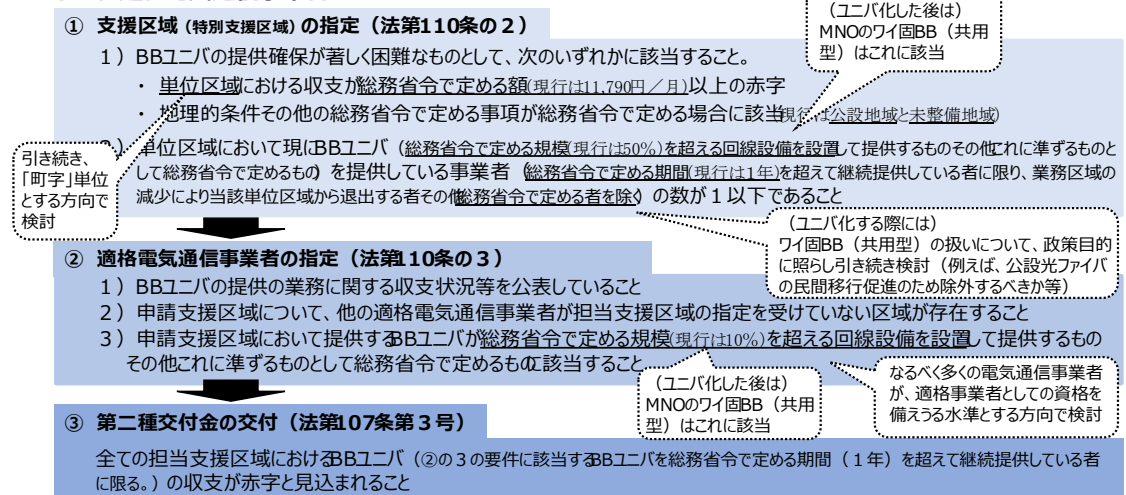 ① 支援区域（特別支援区域）の指定（法第110条の２）
（ユニバ化した後は）
MNOのワイ固BB（共用
型）はこれに該当
１）BBユニバの提供確保が著しく困難なものとして、次のいずれかに該当すること。
・ 単位区域における収支が総務省令で定める額(現行は11,790円／月)以上の赤字
・ 地理的条件その他の総務省令で定める事項が総務省令で定める場合に該当(現行は公設地域と未整備地域)
引き続き、
「町字」単位
とする方向で
検討
２）単位区域において現にBBユニバ（総務省令で定める規模(現行は50%)を超える回線設備を設置して提供するものその他これに準ずるものと
して総務省令で定めるもの）を提供している事業者（総務省令で定める期間(現行は1年)を超えて継続提供している者に限り、業務区域の
減少により当該単位区域から退出する者その他総務省令で定める者を除く）の数が１以下であること
（ユニバ化する際には）
ワイ固BB（共用型）の扱いについて、政策目的
に照らし引き続き検討（例えば、公設光ファイバ
の民間移行促進のため除外するべきか等）
② 適格電気通信事業者の指定（法第110条の３）
１）BBユニバの提供の業務に関する収支状況等を公表していること
２）申請支援区域について、他の適格電気通信事業者が担当支援区域の指定を受けていない区域が存在すること
３）申請支援区域において提供するBBユニバが総務省令で定める規模(現行は10%)を超える回線設備を設置して提供するもの
その他これに準ずるものとして総務省令で定めるものに該当すること
（ユニバ化した後は）
MNOのワイ固BB（共用
型）はこれに該当
なるべく多くの電気通信事業者
が、適格事業者としての資格を
備えうる水準とする方向で検討
③ 第二種交付金の交付（法第107条第３号）
全ての担当支援区域におけるBBユニバ（②の３の要件に該当するBBユニバを総務省令で定める期間（１年）を超えて継続提供している者
に限る。）の収支が赤字と見込まれること